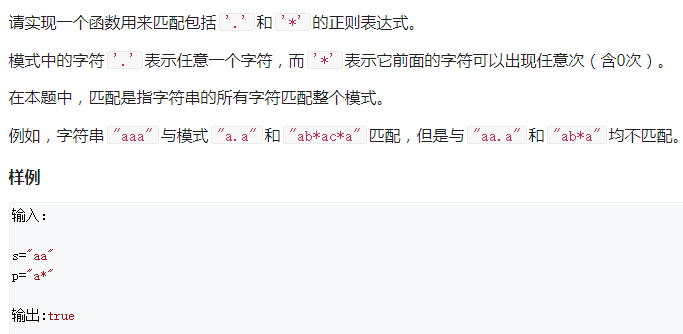 请实现一个函数用来匹配包括'.'和'*'的正则表达式。
模式中的字符'.'表示任意一个字符，而'*'表示它前面的字符可以出现任意次（含0次）。
在本题中，匹配是指字符串的所有字符匹配整个模式。
例如，字符串"aaa"与模式"a.a"和"ab*ac*a"匹配，但是与"aa.a"和"ab*a"均不匹配。
样例
输入：
s="aa"
p="a*"
输出:true